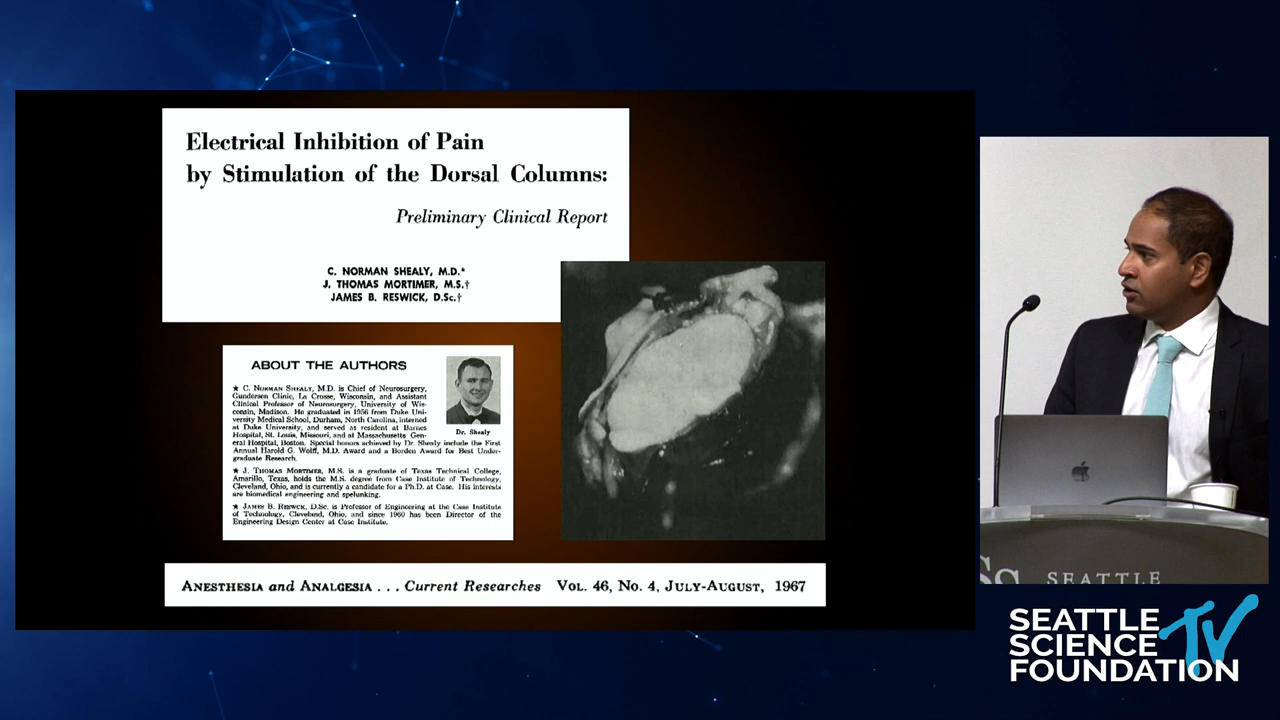 Electrical Inhibition of Pain
by Stimulation of the Dorsal Columns:
Preliminary Clinical Report
C. NORMAN SHEALY, M.D.*
J. THOMAS MORTIMER, M.S.†
JAMES B. RESWICK, D.Sc.†
ABOUT THE AUTHORS
★ C. NORMAN SHEALY, M.D. is Chief of Neurosurgery,
Gundersen Clinic, La Crosse, Wisconsin, and Assistant
Clinical Professor of Neurosurgery, University of Wis-
consin, Madison. He graduated in 1956 from Duke Uni-
versity Medical School, Durham, North Carolina, interned
at Duke University, and served as resident at Barnes
Hospital, St. Louis, Missouri, and at Massachusetts Gen-
eral Hospital, Boston. Special honors achieved by Dr. Shealy include the First
Annual Harold G. Wolff, M.D. Award and a Borden Award for Best Under-
graduate Research.
Dr. Shealy
★ J. THOMAS MORTIMER, M.S. is a graduate of Texas Technical College,
Amarillo, Texas, holds the M.S. degree from Case Institute of Technology,
Cleveland, Ohio, and is currently a candidate for a Ph.D. at Case. His interests
are biomedical engineering and spelunking.
★ JAMES B. RESWICK, D.Sc. is Professor of Engineering at the Case Institute
of Technology, Cleveland, Ohio, and since 1960 has been Director of the
Engineering Design Center at Case Institute.
ANESTHESIA and ANALGESIA . . . Current Researches VOL. 46, NO. 4, JULY-AUGUST, 1967
SEATTLE
SEATTLE
SCIENCE
FOUNDATION
TV